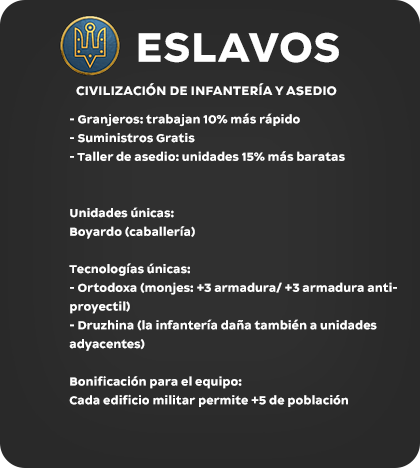 ESLAVOS
CIVILIZACIÓN DE INFANTERÍA Y ASEDIO
- Granjeros: trabajan 10% más rápido
- Suministros Gratis
- Taller de asedio: unidades 15% más baratas
Unidades únicas:
Boyardo (caballería)
Tecnologías únicas:
- Ortodoxa (monjes: +3 armadura/ +3 armadura anti-
proyectil)
- Druzhina (la infantería daña también a unidades
adyacentes)
Bonificación para el equipo:
Cada edificio militar permite +5 de población